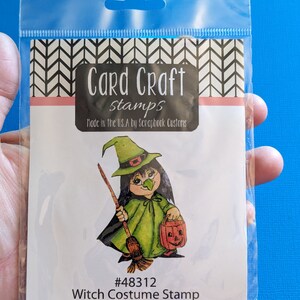 Card Craft
stamps
Made in the U.S.A by Scrapbook Customs
#48312
Witch Costume Stamp